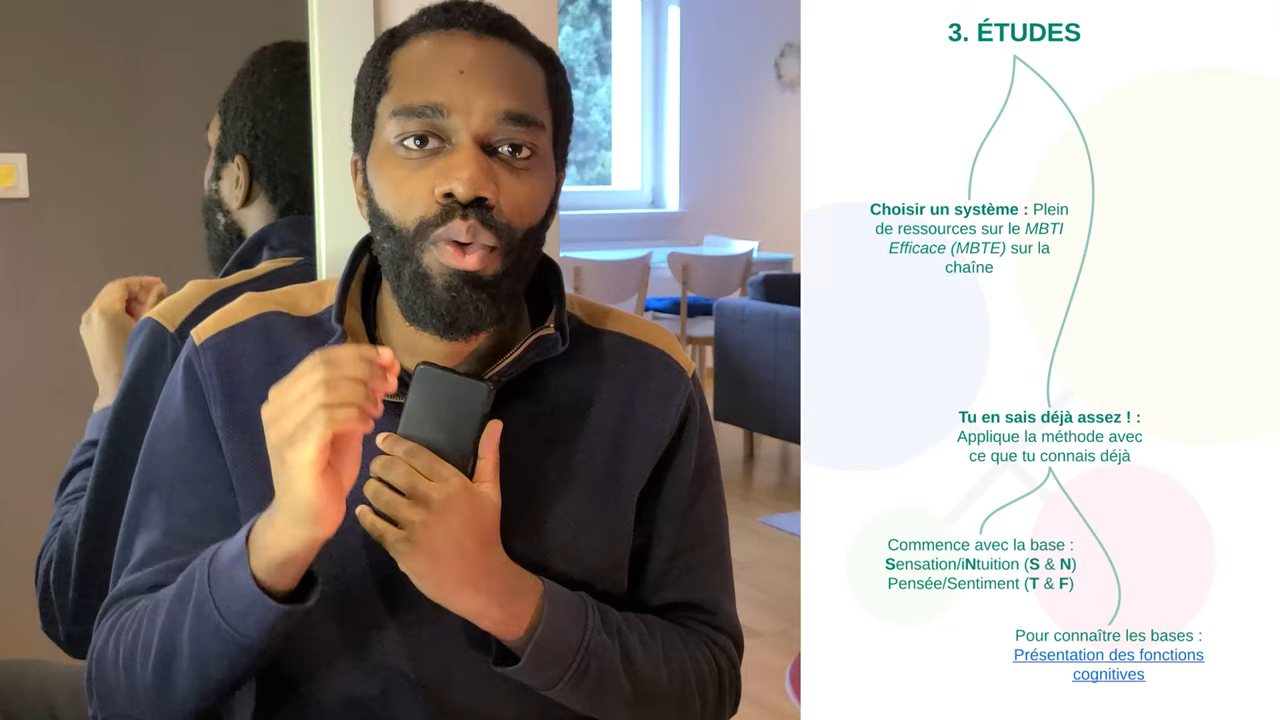 3. ÉTUDES
Choisir un système : Plein
de ressources sur le MBTI
Efficace (MBTE) sur la
chaîne
Tu en sais déjà assez ! :
Applique la méthode avec
ce que tu connais déjà
Commence avec la base :
Sensation/iNtuition (S & N)
Pensée/Sentiment (T & F)
Pour connaître les bases :
Présentation des fonctions
cognitives